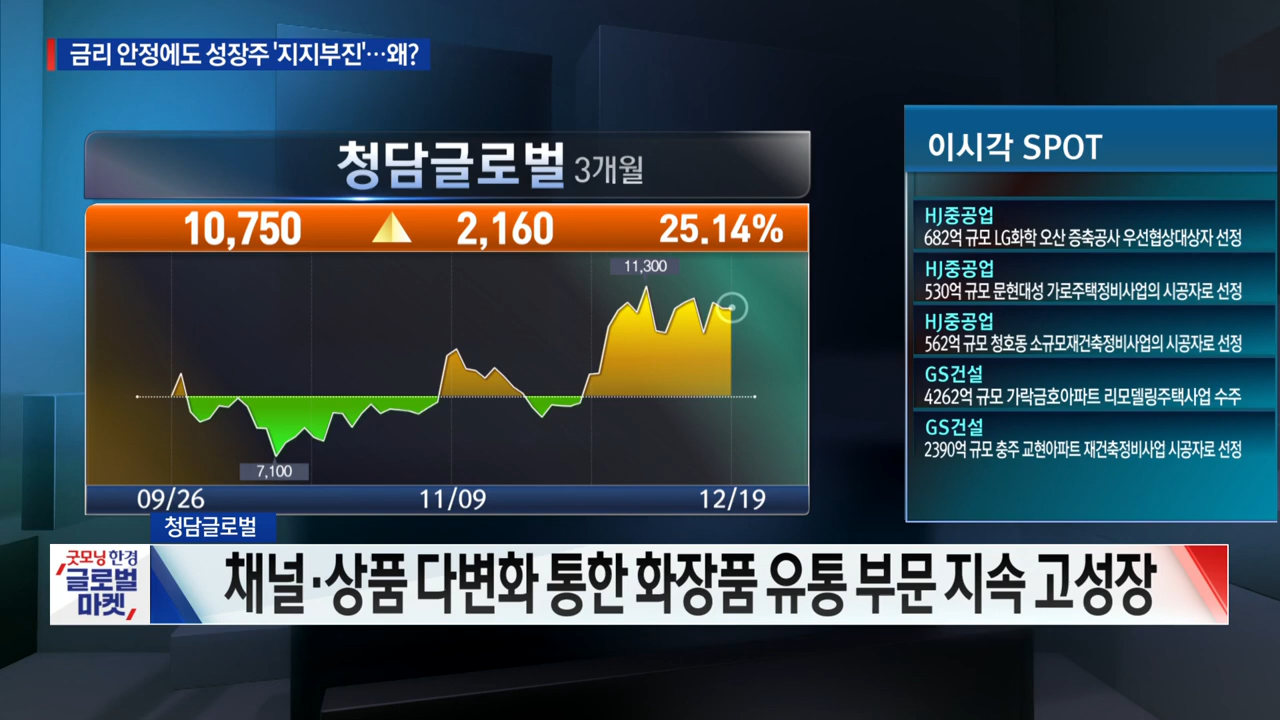 금리 안정에도 성장주 '지지부진'…왜?
청담글로벌 3개월
10,750 ▲ 2,160 25.14%
11,300
7,100
09/26 11/09 12/19
이시각 SPOT
HJ중공업
682억 규모 LG화학 오산 증축공사 우선협상대상자 선정
HJ중공업
530억 규모 문현대성 가로주택정비사업의 시공자로 선정
HJ중공업
562억 규모 청호동 소규모재건축정비사업의 시공자로 선정
GS건설
4262억 규모 가락금호아파트 리모델링주택사업 수주
GS건설
2390억 규모 충주 교현아파트 재건축정비사업 시공자로 선정
청담글로벌
굿모닝 한경
글로벌
마켓
채널·상품 다변화 통한 화장품 유통 부문 지속 고성장